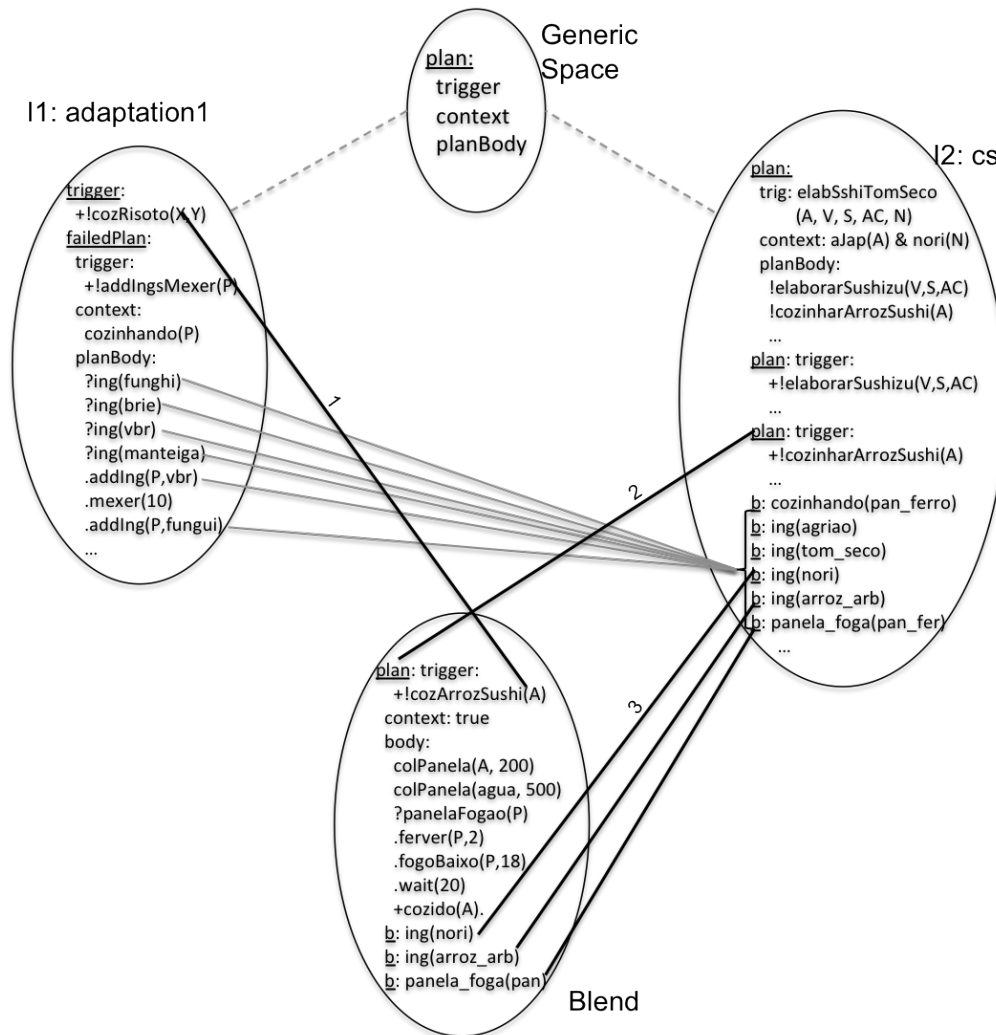 Generic
Space
plan:
trigger
context
planBody
I1: adaptation1
trigger:
+!cozRisoto(X,Y)
failedPlan:
trigger:
+!addIngsMexer(P)
context:
cozinhando(P)
planBody:
?ing(funghi)
?ing(brie)
?ing(vbr)
?ing(manteiga)
.addIng(P,vbr)
.mexer(10)
.addIng(P,fungui)
...
I2: cs
plan:
trig: elabSshiTomSeco
(A, V, S, AC, N)
context: aJap(A) & nori(N)
planBody:
!elaborarSushizu(V,S,AC)
!cozinharArrozSushi(A)
...
plan: trigger:
+!elaborarSushizu(V,S,AC)
...
plan: trigger:
+!cozinharArrozSushi(A)
...
b: cozinhando(pan_ferro)
b: ing(agriao)
b: ing(tom_seco)
b: ing(nori)
b: ing(arroz_arb)
b: panela_foga(pan_fer)
...
1
2
3
plan: trigger:
+!cozArrozSushi(A)
context: true
body:
colPanela(A, 200)
colPanela(agua, 500)
?panelaFogao(P)
.ferver(P,2)
.fogoBaixo(P,18)
.wait(20)
+cozido(A).
b: ing(nori)
b: ing(arroz_arb)
b: panela_foga(pan)
Blend